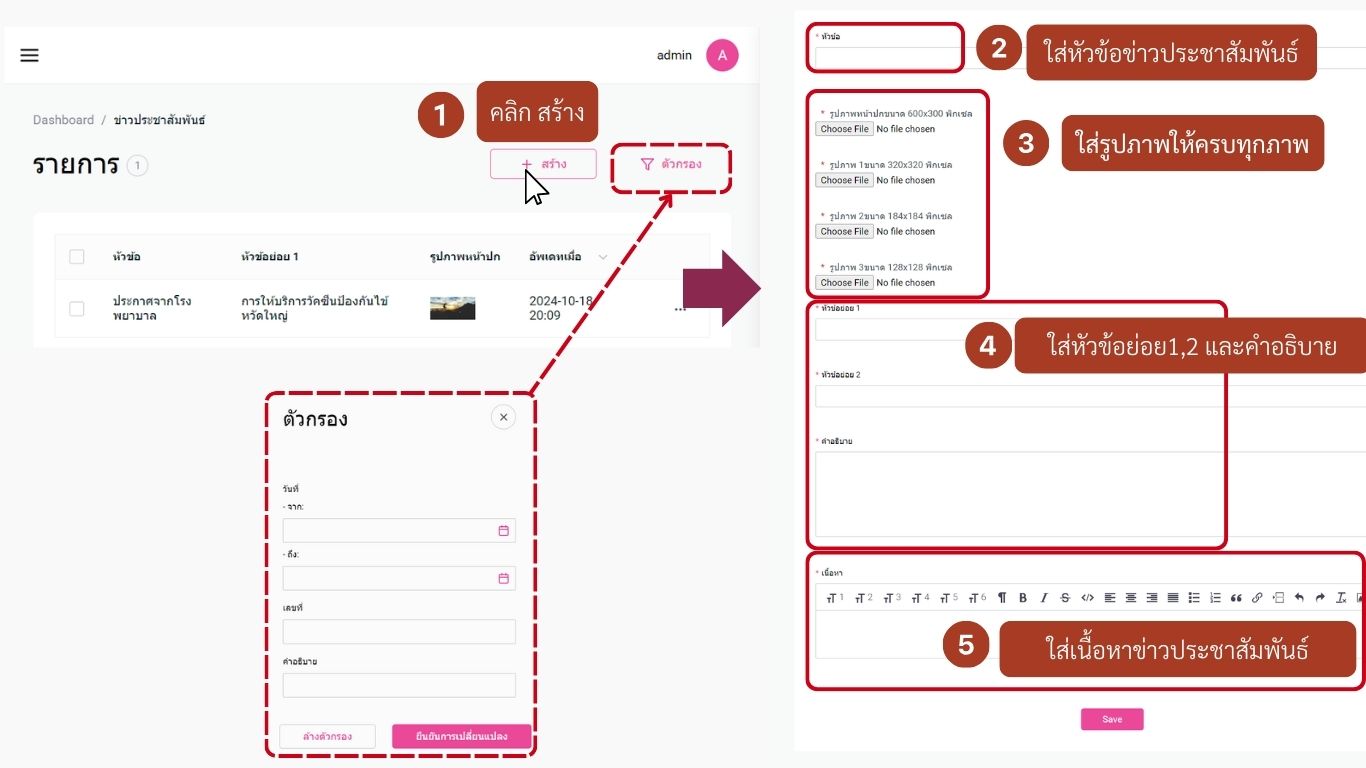 admin
A
Dashboard / ข่าวประชาสัมพันธ์
รายการ 1
1
คลิก สร้าง
+ สร้าง
ตัวกรอง
หัวข้อ หัวข้อย่อย 1 รูปภาพหน้าปก อัพเดทเมื่อ
ประกาศจากโรง
พยาบาล
การให้บริการวัคซีนป้องกันไข้
หวัดใหญ่
2024-10-18
20:09
ตัวกรอง
วันที่
- จาก:
- ถึง:
เลขที่
คำอธิบาย
ล้างตัวกรอง
ยืนยันการเปลี่ยนแปลง
* หัวข้อ
2
ใส่หัวข้อข่าวประชาสัมพันธ์
* รูปภาพหน้าปกขนาด 600x300 พิกเซล
Choose File No file chosen
* รูปภาพ 1ขนาด 320x320 พิกเซล
Choose File No file chosen
* รูปภาพ 2ขนาด 184x184 พิกเซล
Choose File No file chosen
* รูปภาพ 3ขนาด 128x128 พิกเซล
Choose File No file chosen
3
ใส่รูปภาพให้ครบทุกภาพ
* หัวข้อย่อย 1
4
ใส่หัวข้อย่อย1,2 และคำอธิบาย
* หัวข้อย่อย 2
* คำอธิบาย
* เนื้อหา
TT 1 TT 2 TT 3 TT 4 TT 5 TT 6 ¶ B I S </>
5
ใส่เนื้อหาข่าวประชาสัมพันธ์
Save